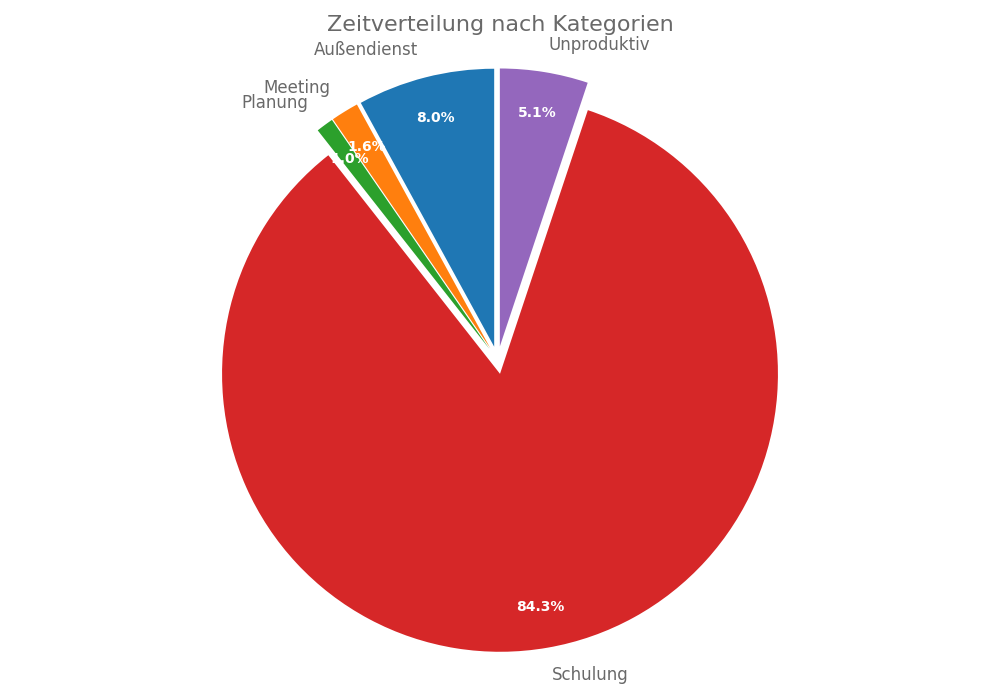 Zeitverteilung nach Kategorien
Unproduktiv
Außendienst
Meeting
Planung
5.1%
8.0%
1.6%
84.3%
Schulung